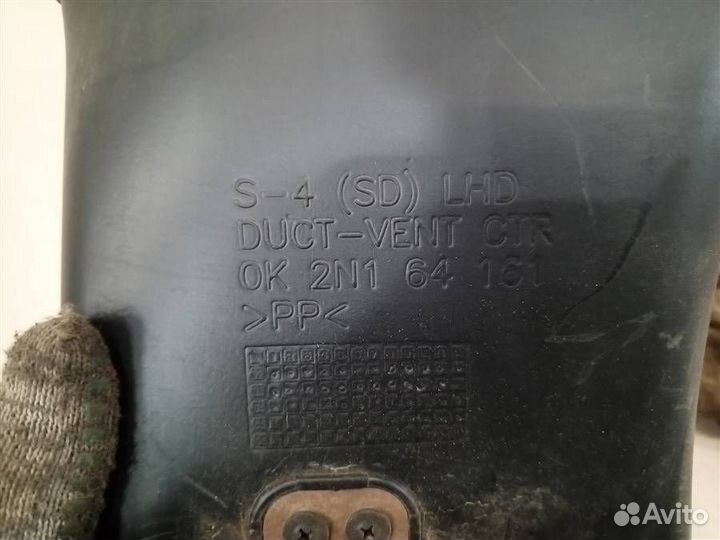 S-4 (SD) LHD
DUCT-VENT CTR
0K 2N1 64 161
>PP<
Avito